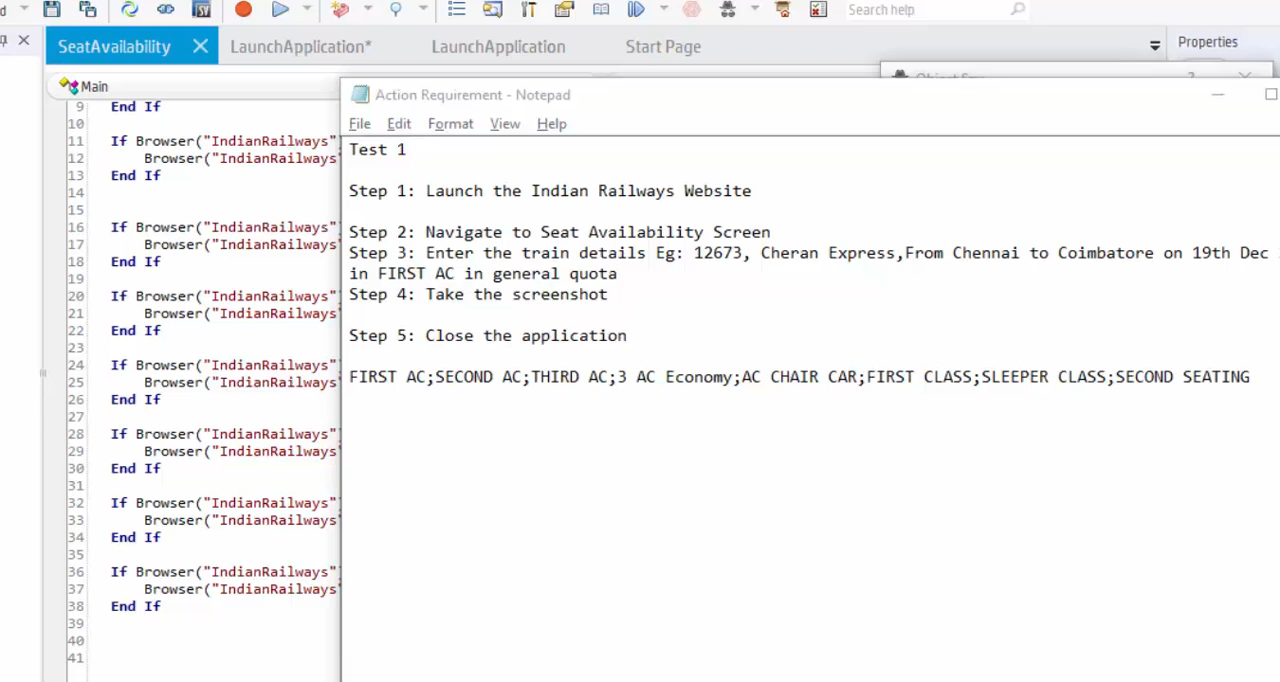 Search help
SeatAvailability
LaunchApplication*
LaunchApplication
Start Page
Properties
Main
9 End If
10
11 If Browser("IndianRailways"
12 Browser("IndianRailways"
13 End If
14
15
16 If Browser("IndianRailways"
17 Browser("IndianRailways"
18 End If
19
20 If Browser("IndianRailways"
21 Browser("IndianRailways"
22 End If
23
24 If Browser("IndianRailways"
25 Browser("IndianRailways"
26 End If
27
28 If Browser("IndianRailways"
29 Browser("IndianRailways"
30 End If
31
32 If Browser("IndianRailways"
33 Browser("IndianRailways"
34 End If
35
36 If Browser("IndianRailways"
37 Browser("IndianRailways"
38 End If
39
40
41
Action Requirement - Notepad
File Edit Format View Help
Test 1
Step 1: Launch the Indian Railways Website
Step 2: Navigate to Seat Availability Screen
Step 3: Enter the train details Eg: 12673, Cheran Express,From Chennai to Coimbatore on 19th Dec
in FIRST AC in general quota
Step 4: Take the screenshot
Step 5: Close the application
FIRST AC;SECOND AC;THIRD AC;3 AC Economy;AC CHAIR CAR;FIRST CLASS;SLEEPER CLASS;SECOND SEATING